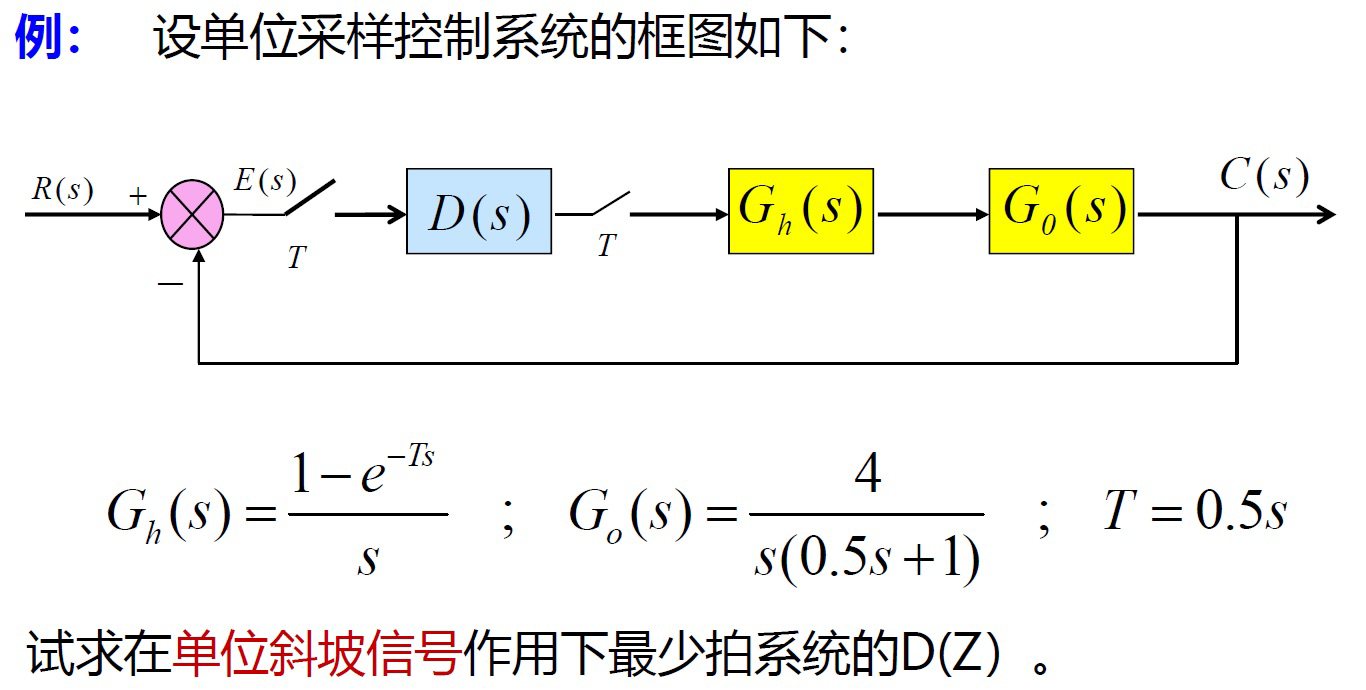 例： 设单位采样控制系统的框图如下：
R(s) + E(s) T D(s) T G_h(s) G_0(s) C(s)
−
G_h(s) = \frac{1-e^{-Ts}}{s} ; G_o(s) = \frac{4}{s(0.5s+1)} ; T = 0.5s
试求在单位斜坡信号作用下最少拍系统的D(Z）。